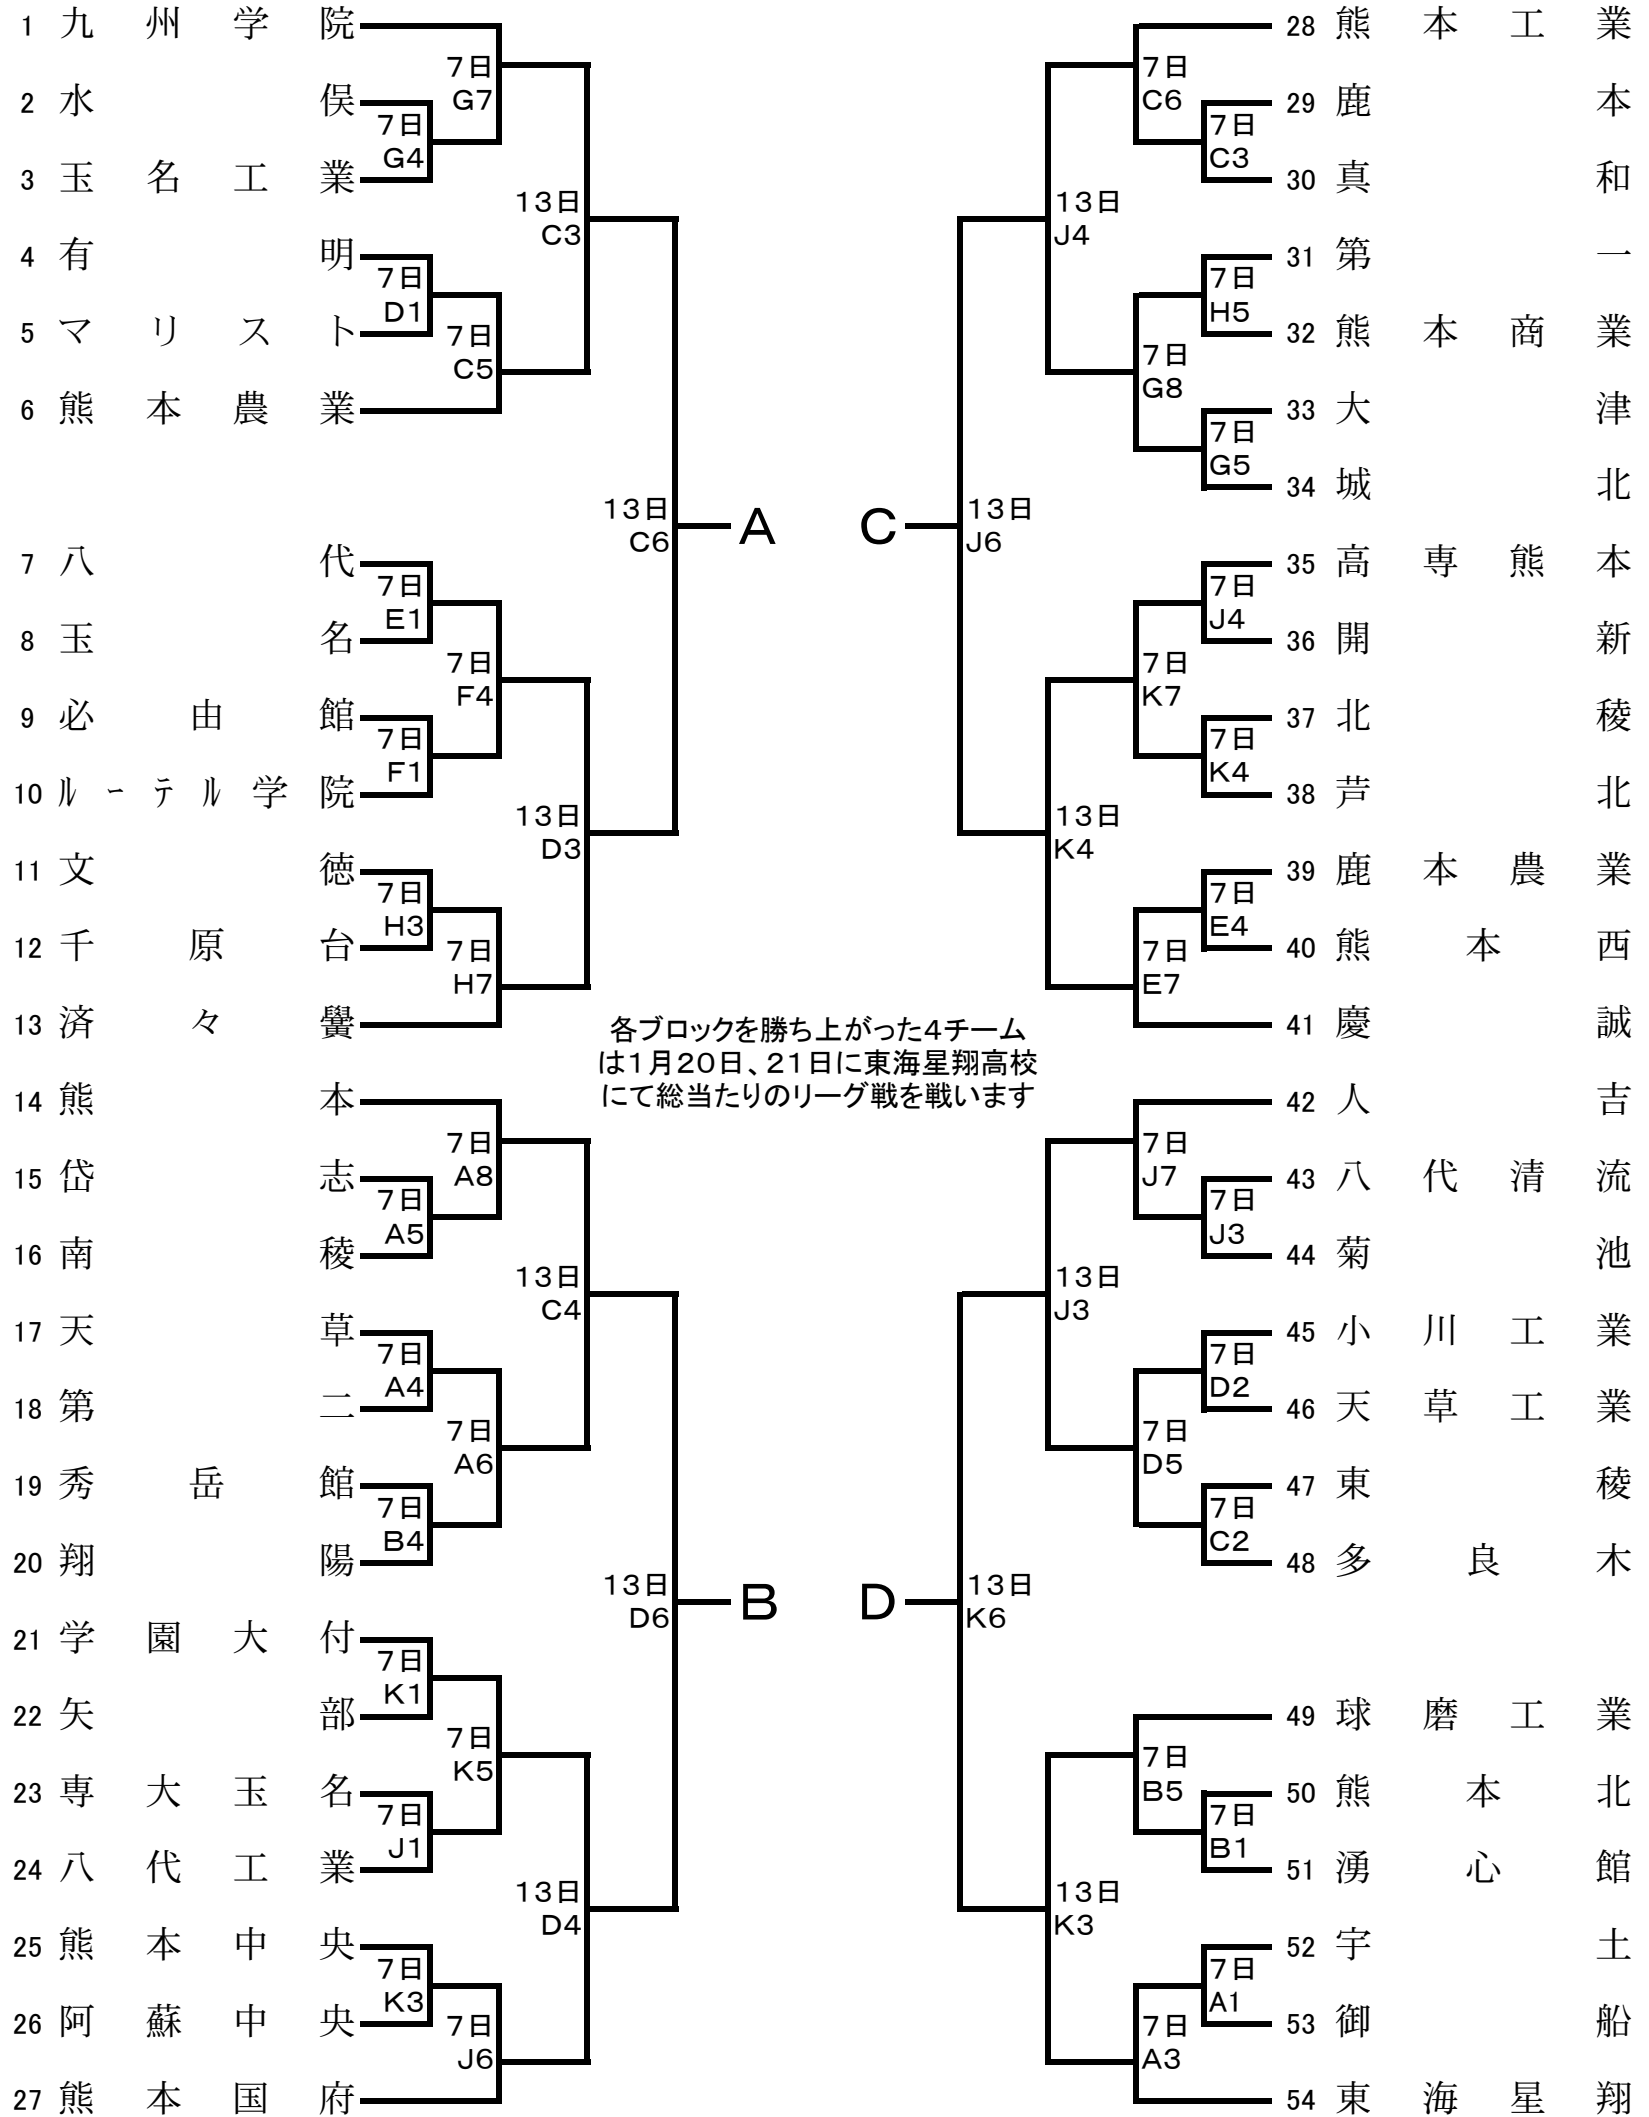 1 九州学院
2 水俣
3 玉名工業
4 有明
5 マリスト
6 熊本農業
7 八代
8 玉名
9 必由館
10 ルーテル学院
11 文徳
12 千原台
13 済々黌
14 熊本
15 岱志
16 南稜
17 天草
18 第二
19 秀岳館
20 翔陽
21 学園大付
22 矢部
23 専大玉名
24 八代工業
25 熊本中央
26 阿蘇中央
27 熊本国府
7日
G4
7日
D1
7日
E1
7日
F1
7日
H3
7日
A5
7日
A4
7日
B4
7日
K1
7日
J1
7日
K3
7日
G7
7日
C5
7日
F4
7日
H7
7日
A8
7日
A6
7日
K5
7日
J6
13日
C3
13日
D3
13日
C4
13日
D4
13日
C6
13日
D6
A
B
各ブロックを勝ち上がった4チーム
は1月20日、21日に東海星翔高校
にて総当たりのリーグ戦を戦います
C
D
13日
J6
13日
K6
13日
J4
13日
K4
13日
J3
13日
K3
7日
C6
7日
G8
7日
K7
7日
E7
7日
J7
7日
D5
7日
B5
7日
A3
7日
C3
7日
H5
7日
G5
7日
J4
7日
K4
7日
E4
7日
J3
7日
D2
7日
C2
7日
B1
7日
A1
28 熊本工業
29 鹿本
30 真和
31 第一
32 熊本商業
33 大津
34 城北
35 高専熊本
36 開新
37 北稜
38 芦北
39 鹿本農業
40 熊本西
41 慶誠
42 人吉
43 八代清流
44 菊池
45 小川工業
46 天草工業
47 東稜
48 多良木
49 球磨工業
50 熊本北
51 湧心館
52 宇土
53 御船
54 東海星翔